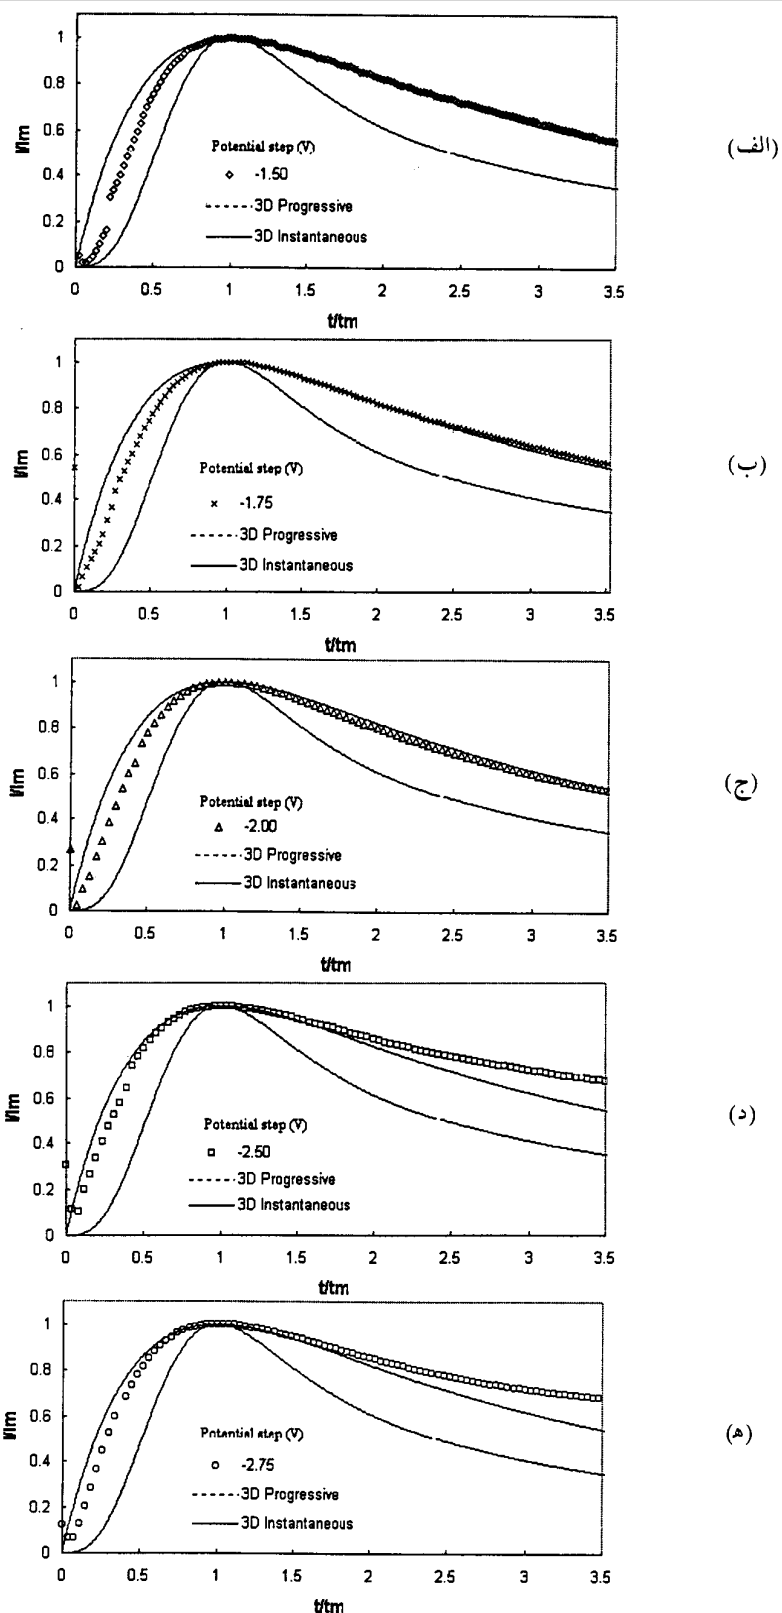 1
0.8
0.6
0.4
0.2
0
I/Im
Potential step (V)
-1.50
3D Progressive
3D Instantaneous
0 0.5 1 1.5 2 2.5 3 3.5
t/tm
(الف)
1
0.8
0.6
0.4
0.2
0
I/Im
Potential step (V)
-1.75
3D Progressive
3D Instantaneous
0 0.5 1 1.5 2 2.5 3 3.5
t/tm
(ب)
1
0.8
0.6
0.4
0.2
0
I/Im
Potential step (V)
-2.00
3D Progressive
3D Instantaneous
0 0.5 1 1.5 2 2.5 3 3.5
t/tm
(ج)
1
0.8
0.6
0.4
0.2
0
I/Im
Potential step (V)
-2.50
3D Progressive
3D Instantaneous
0 0.5 1 1.5 2 2.5 3 3.5
t/tm
(د)
1
0.8
0.6
0.4
0.2
0
I/Im
Potential step (V)
-2.75
3D Progressive
3D Instantaneous
0 0.5 1 1.5 2 2.5 3 3.5
t/tm
(ه)